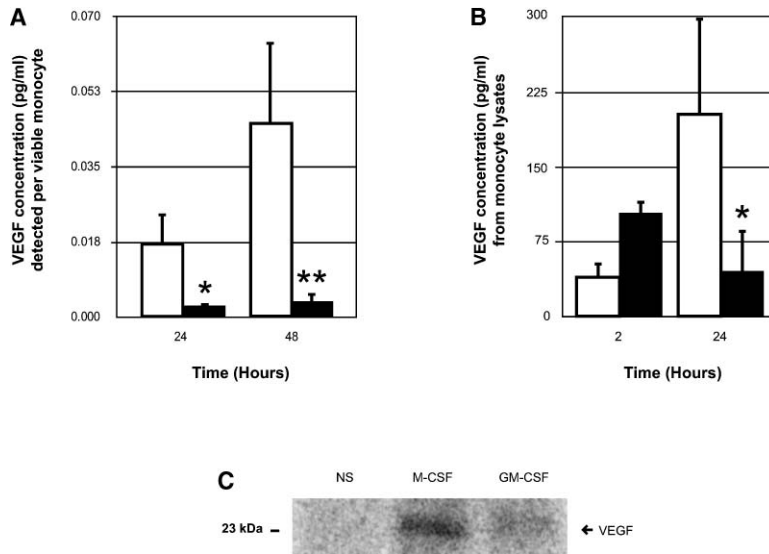 A
VEGF concentration (pg/ml)
detected per viable monocyte
0.070
0.053
0.035
0.018
0.000
*
**
24
48
Time (Hours)
B
VEGF concentration (pg/ml)
from monocyte lysates
300
225
150
75
0
*
2
24
Time (Hours)
C
NS
M-CSF
GM-CSF
23 kDa –
← VEGF